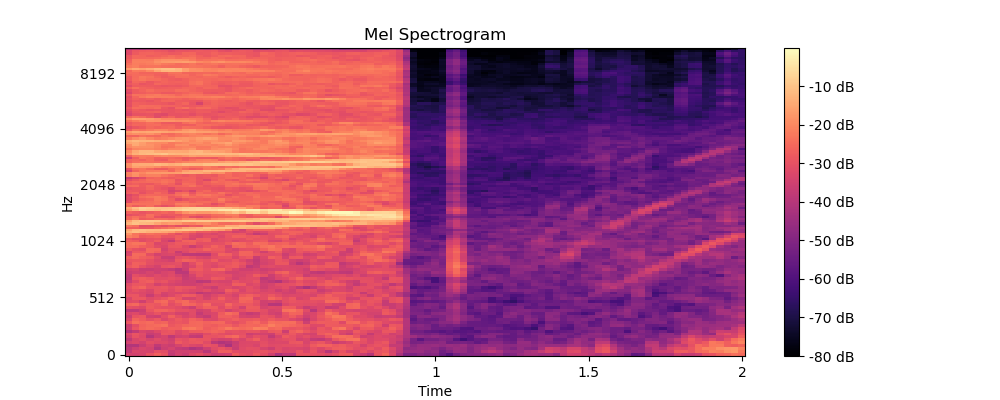 Mel Spectrogram
Hz
8192
4096
2048
1024
512
0
0
0.5
1
1.5
2
Time
-10 dB
-20 dB
-30 dB
-40 dB
-50 dB
-60 dB
-70 dB
-80 dB